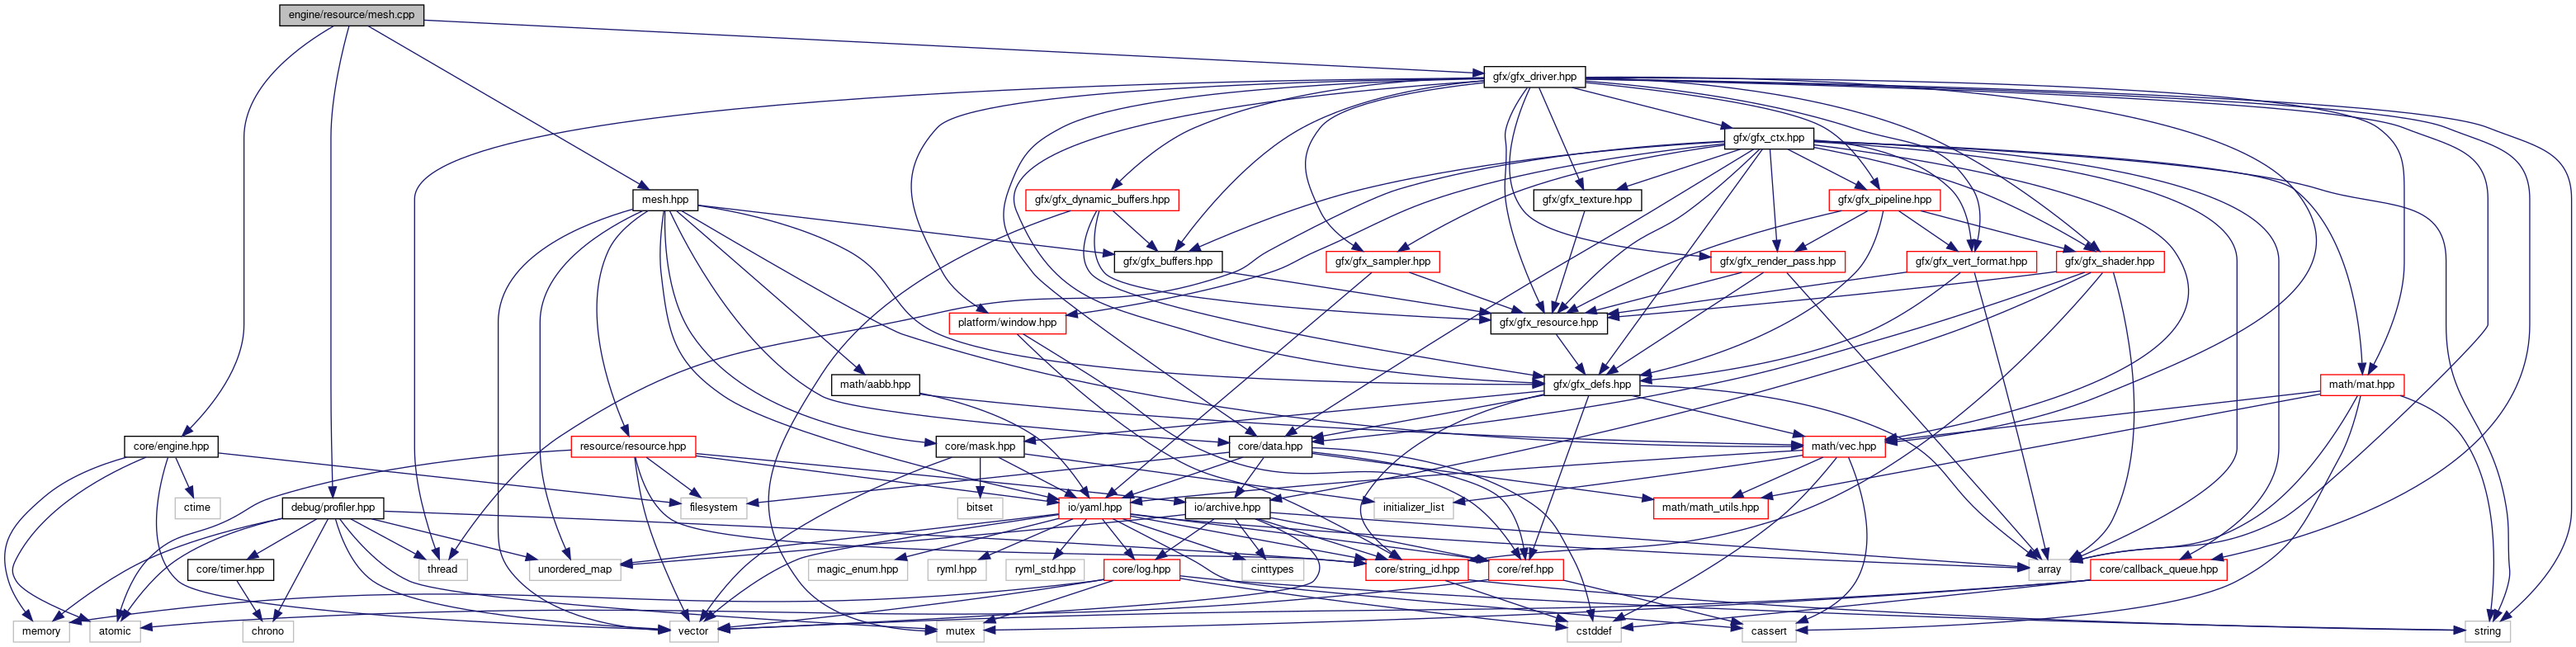 engine/resource/mesh.cpp
gfx/gfx_driver.hpp
gfx/gfx_ctx.hpp
mesh.hpp
gfx/gfx_dynamic_buffers.hpp
gfx/gfx_texture.hpp
gfx/gfx_pipeline.hpp
gfx/gfx_buffers.hpp
gfx/gfx_sampler.hpp
gfx/gfx_render_pass.hpp
gfx/gfx_vert_format.hpp
gfx/gfx_shader.hpp
platform/window.hpp
gfx/gfx_resource.hpp
math/aabb.hpp
gfx/gfx_defs.hpp
math/mat.hpp
core/engine.hpp
resource/resource.hpp
core/mask.hpp
core/data.hpp
math/vec.hpp
ctime
debug/profiler.hpp
filesystem
io/yaml.hpp
bitset
io/archive.hpp
initializer_list
math/math_utils.hpp
core/timer.hpp
thread
unordered_map
magic_enum.hpp
ryml.hpp
ryml_std.hpp
core/log.hpp
cinttypes
core/string_id.hpp
core/ref.hpp
array
core/callback_queue.hpp
memory
atomic
chrono
vector
mutex
cstddef
cassert
string